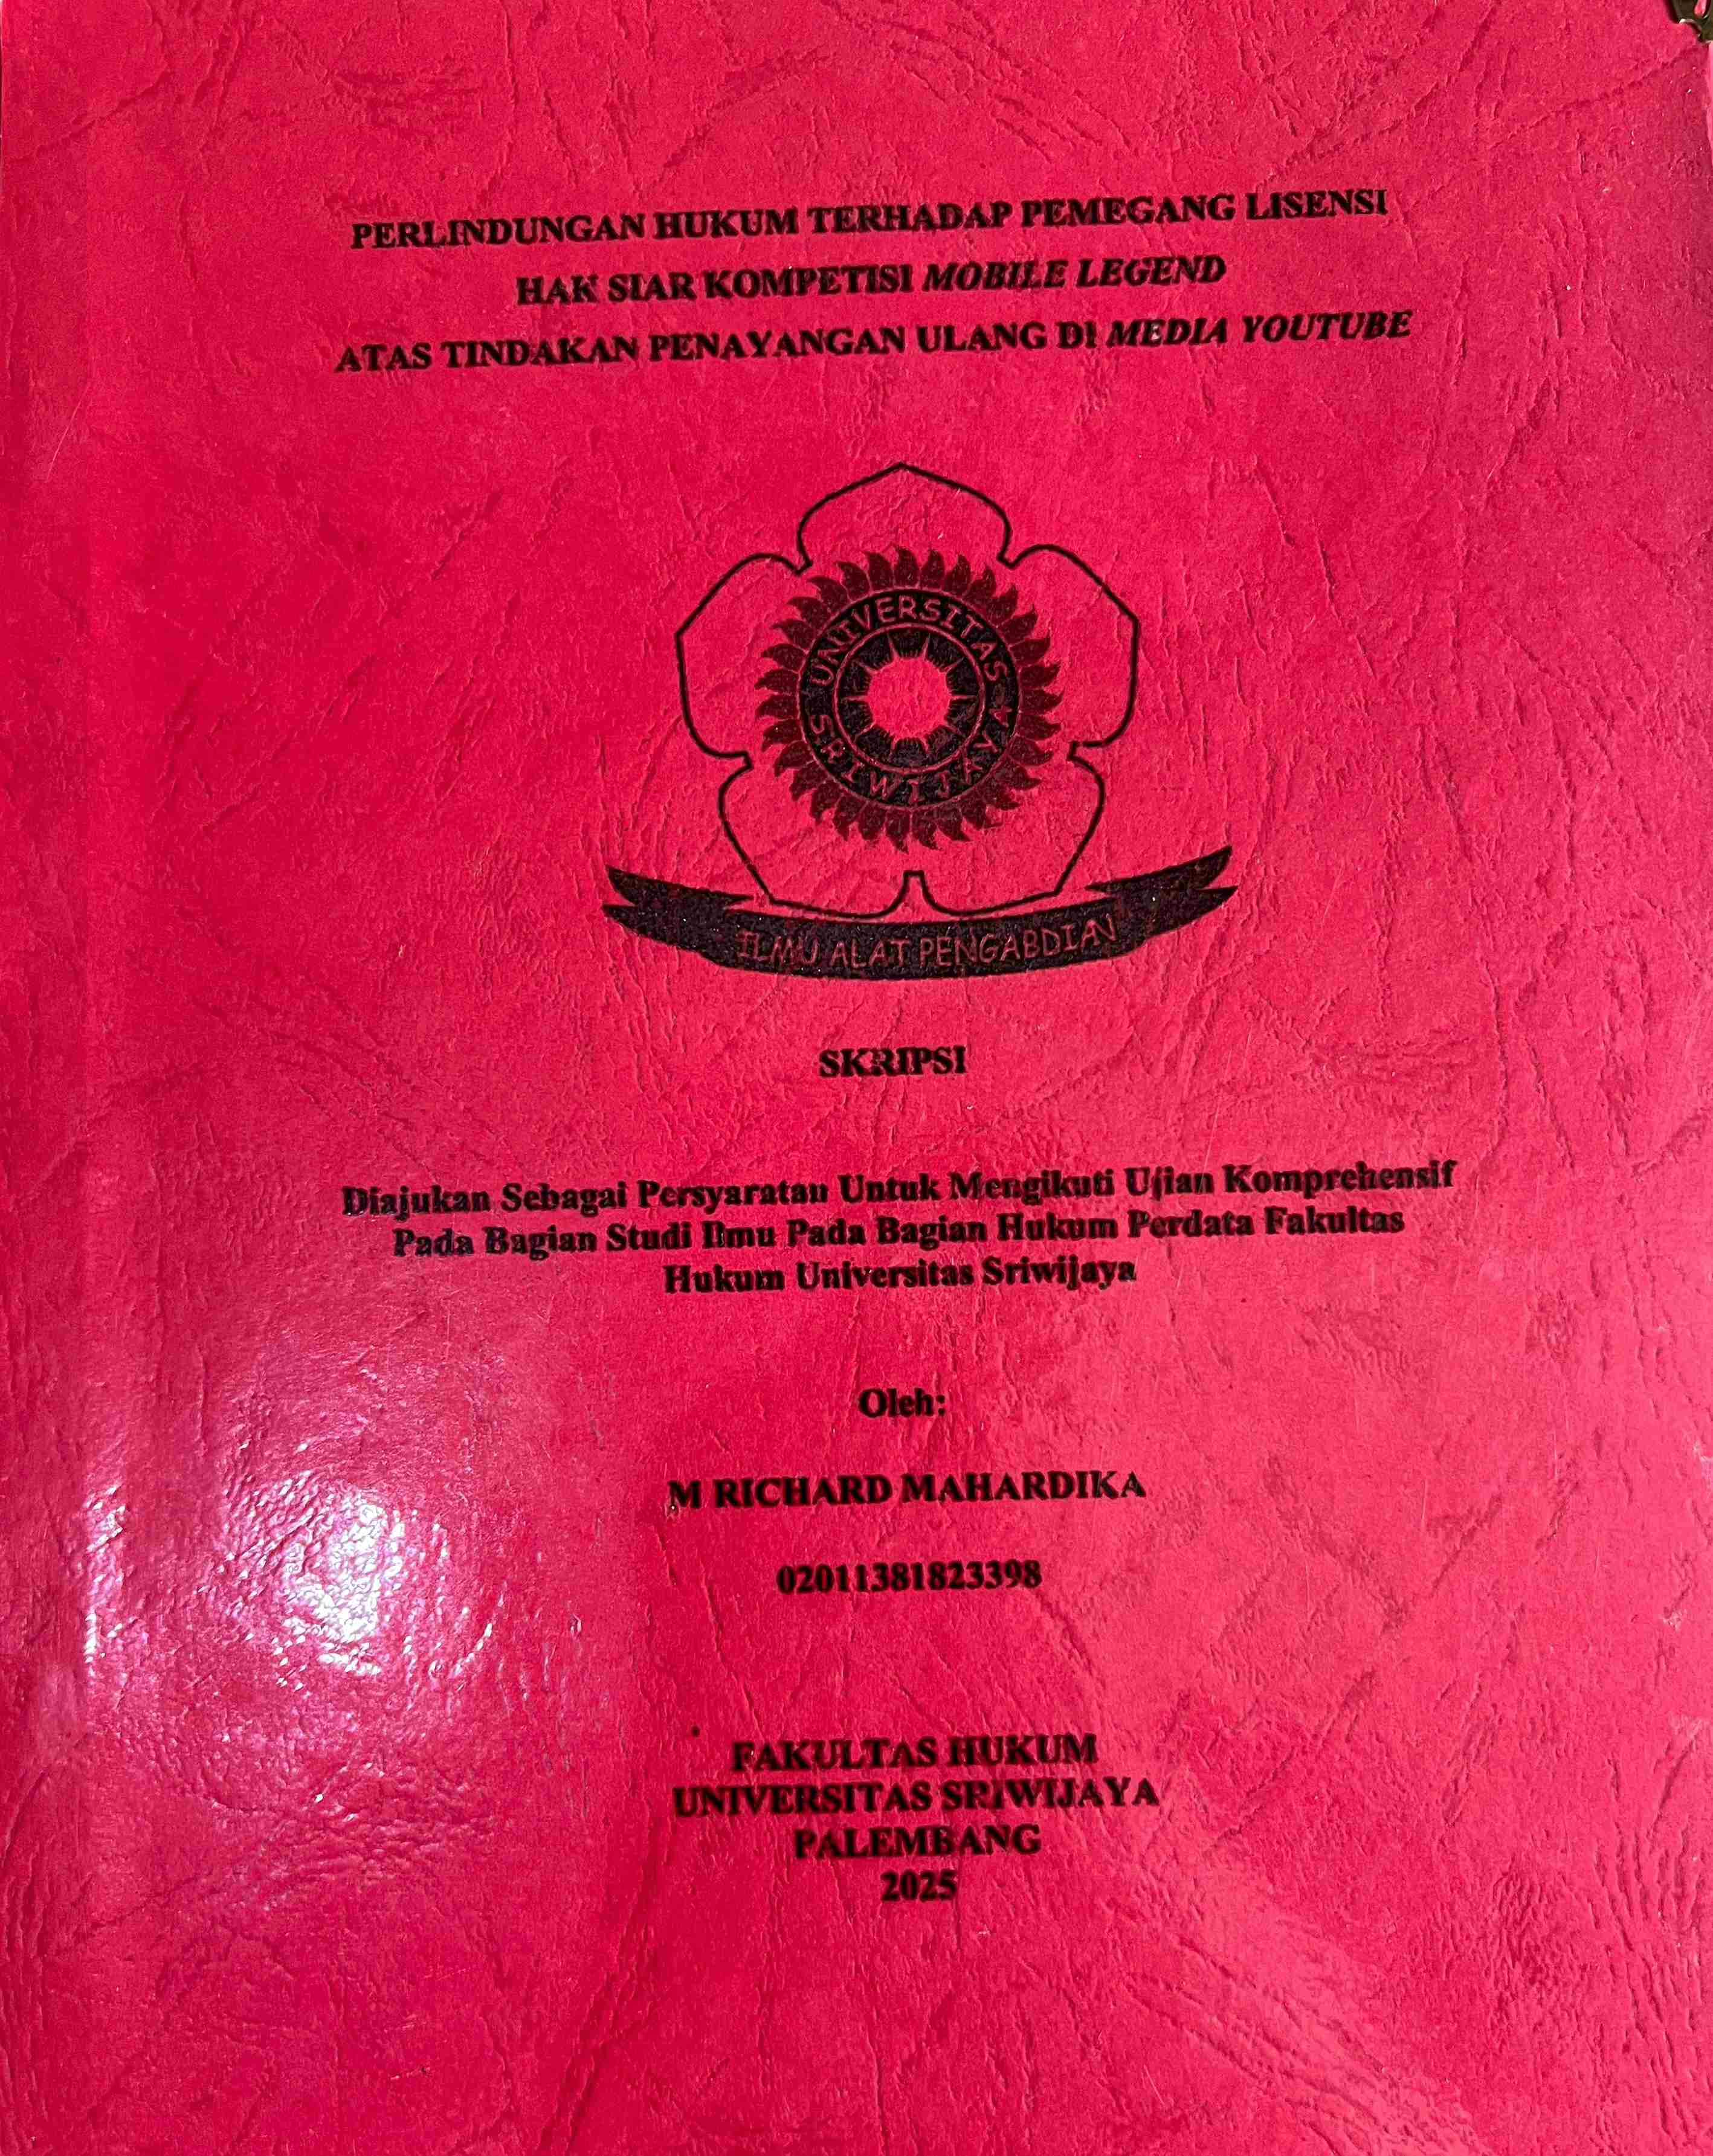 PERLINDUNGAN HUKUM TERHADAP PEMEGANG LISENSI
HAK SIAR KOMPETISI MOBILE LEGEND
ATAS TINDAKAN PENAYANGAN ULANG DI MEDIA YOUTUBE
UNIVERSITAS
SRIWIJAYA
ILMU ALAT PENGABDIAN
SKRIPSI
Diajukan Sebagai Persyaratan Untuk Mengikuti Ujian Komprehensif
Pada Bagian Studi Ilmu Pada Bagian Hukum Perdata Fakultas
Hukum Universitas Sriwijaya
Oleh:
M RICHARD MAHARDIKA
02011381823398
FAKULTAS HUKUM
UNIVERSITAS SRIWIJAYA
PALEMBANG
2025